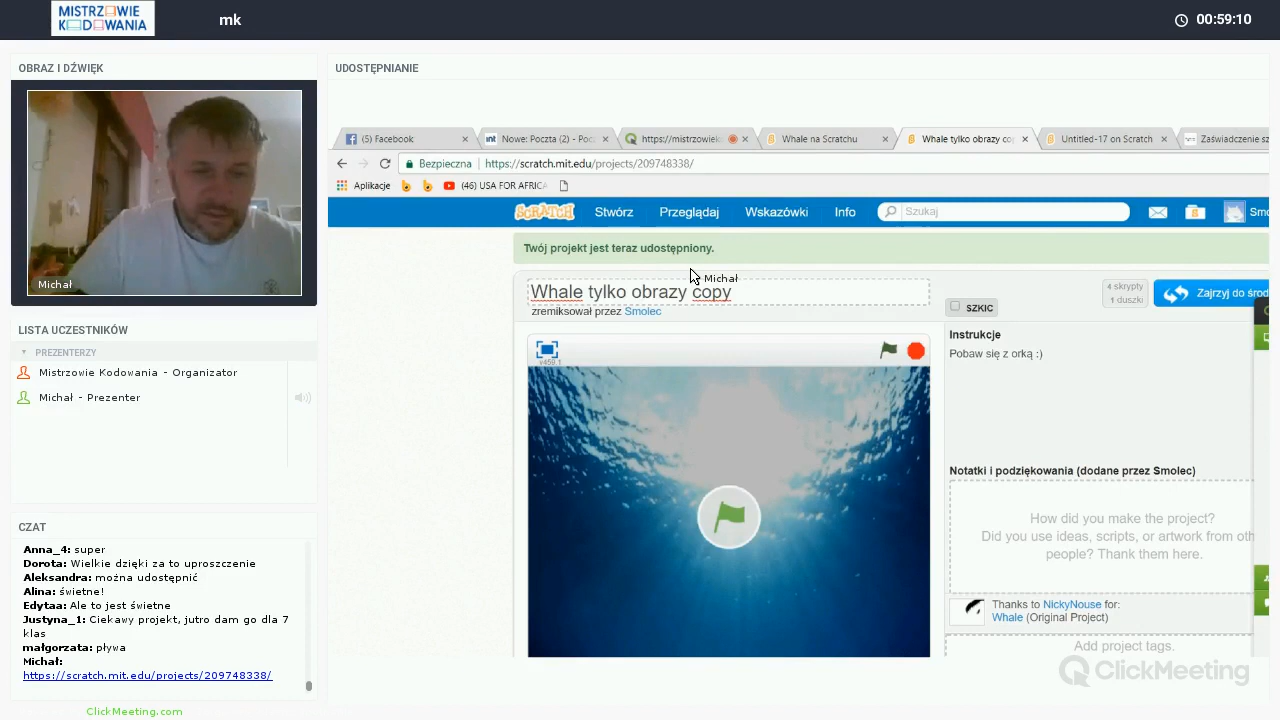 MISTRZOWIE
KODOWANIA
mk
00:59:10
OBRAZ I DŹWIĘK
UDOSTĘPNIANIE
Michał
(5) Facebook
int
Nowe: Poczta (2) - Poczt
https://mistrzowiek
Whale na Scratchu
Whale tylko obrazy co
Untitled-17 on Scratch
Zaświadczenie sz
Bezpieczna
https://scratch.mit.edu/projects/209748338/
Aplikacje
(46) USA FOR AFRICA
SCRATCH
Stwórz
Przeglądaj
Wskazówki
Info
Szukaj
Smo
Twój projekt jest teraz udostępniony.
Michał
Whale tylko obrazy copy
zremiksował przez Smolec
4 skrypty
1 duszki
Zajrzyj do środ
SZKIC
v459.1
Instrukcje
Pobaw się z orką :)
Notatki i podziękowania (dodane przez Smolec)
How did you make the project?
Did you use ideas, scripts, or artwork from oth
people? Thank them here.
Thanks to NickyNouse for:
Whale (Original Project)
Add project tags.
ClickMeeting
LISTA UCZESTNIKÓW
PREZENTERZY
Mistrzowie Kodowania - Organizator
Michał - Prezenter
CZAT
Anna_4: super
Dorota: Wielkie dzięki za to uproszczenie
Aleksandra: można udostępnić
Alina: świetne!
Edytaa: Ale to jest świetne
Justyna_1: Ciekawy projekt, jutro dam go dla 7
klas
małgorzata: pływa
Michał:
https://scratch.mit.edu/projects/209748338/
ClickMeeting.com